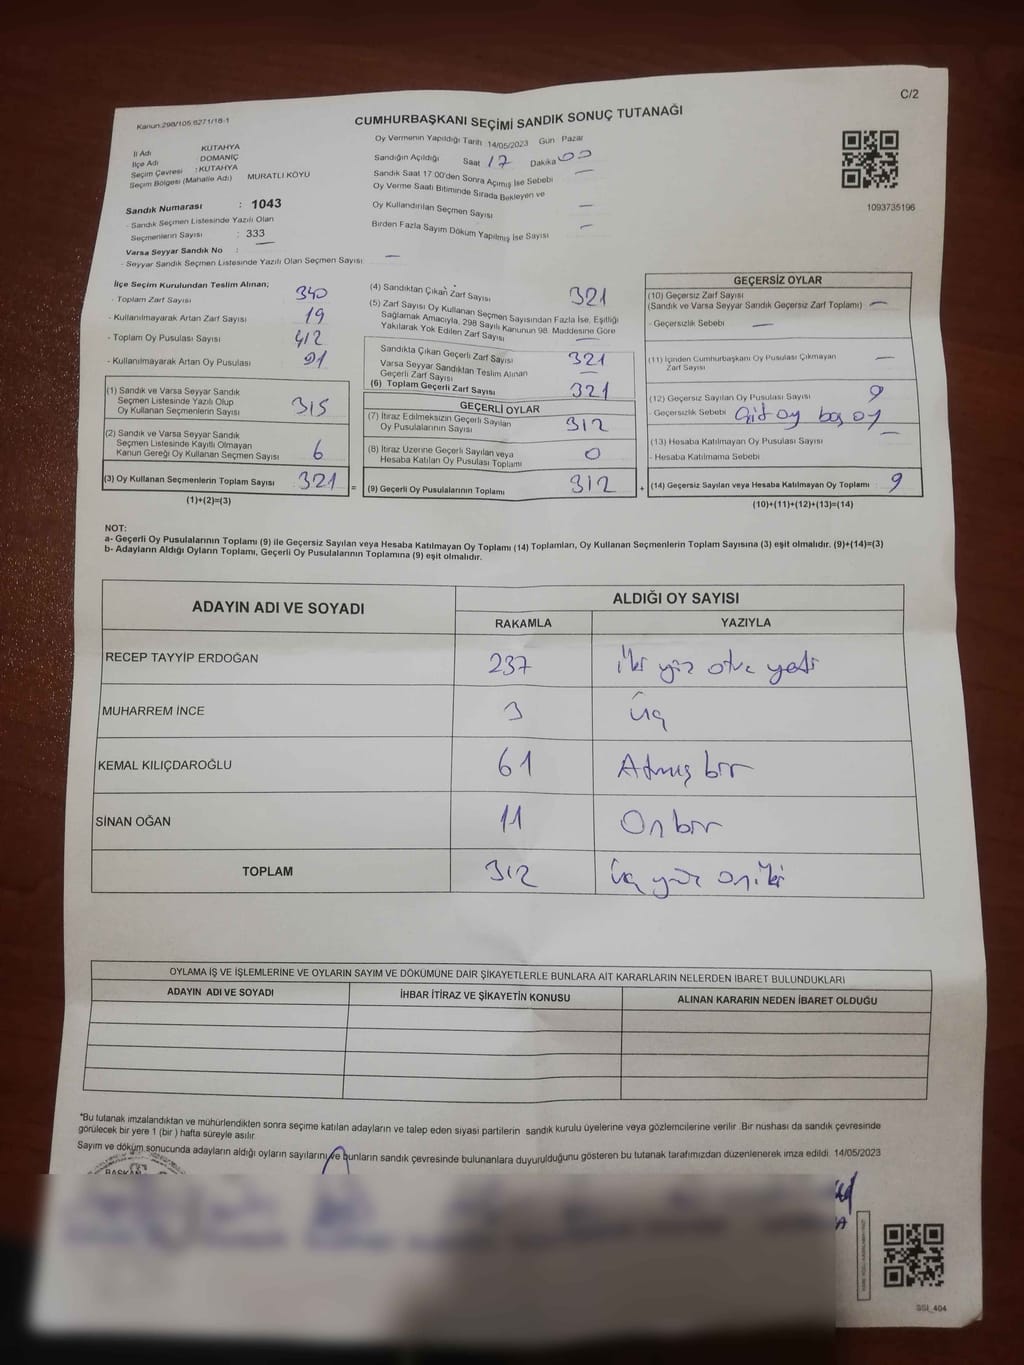 C/2
Kanun:298/105,6271/18-1
CUMHURBAŞKANI SEÇİMİ SANDIK SONUÇ TUTANAĞI
İl Adı KUTAHYA
İlçe Adı DOMANİÇ
Seçim Çevresi : KUTAHYA
Seçim Bölgesi (Mahalle Adı) MURATLI KÖYU
Sandık Numarası : 1043
- Sandık Seçmen Listesinde Yazılı Olan
Seçmenlerin Sayısı : 333
Varsa Seyyar Sandık No :
- Seyyar Sandık Seçmen Listesinde Yazılı Olan Seçmen Sayısı: —
Oy Vermenin Yapıldığı Tarih 14/05/2023 Gün Pazar
Sandığın Açıldığı Saat 17 Dakika 00
Sandık Saat 17:00'den Sonra Açılmış İse Sebebi —
Oy Verme Saati Bitiminde Sırada Bekleyen ve
Oy Kullandırılan Seçmen Sayısı —
Birden Fazla Sayım Döküm Yapılmış İse Sayısı —
1093735196
İlçe Seçim Kurulundan Teslim Alınan;
- Toplam Zarf Sayısı 340
- Kullanılmayarak Artan Zarf Sayısı 19
- Toplam Oy Pusulası Sayısı 412
- Kullanılmayarak Artan Oy Pusulası 91
(1) Sandık ve Varsa Seyyar Sandık
Seçmen Listesinde Yazılı Olup
Oy Kullanan Seçmenlerin Sayısı 315
(2) Sandık ve Varsa Seyyar Sandık
Seçmen Listesinde Kayıtlı Olmayan
Kanun Gereği Oy Kullanan Seçmen Sayısı 6
(3) Oy Kullanan Seçmenlerin Toplam Sayısı 321 =
(1)+(2)=(3)
(4) Sandıktan Çıkan Zarf Sayısı 321
(5) Zarf Sayısı Oy Kullanan Seçmen Sayısından Fazla İse, Eşitliği
Sağlamak Amacıyla, 298 Sayılı Kanunun 98. Maddesine Göre
Yakılarak Yok Edilen Zarf Sayısı —
Sandıkta Çıkan Geçerli Zarf Sayısı 321
Varsa Seyyar Sandıktan Teslim Alınan
Geçerli Zarf Sayısı —
(6) Toplam Geçerli Zarf Sayısı 321
GEÇERLİ OYLAR
(7) İtiraz Edilmeksizin Geçerli Sayılan
Oy Pusulalarının Sayısı 312
(8) İtiraz Üzerine Geçerli Sayılan veya
Hesaba Katılan Oy Pusulası Toplamı 0
(9) Geçerli Oy Pusulalarının Toplamı 312 +
GEÇERSİZ OYLAR
(10) Geçersiz Zarf Sayısı
(Sandık ve Varsa Seyyar Sandık Geçersiz Zarf Toplamı) —
- Geçersizlik Sebebi —
(11) İçinden Cumhurbaşkanı Oy Pusulası Çıkmayan
Zarf Sayısı —
(12) Geçersiz Sayılan Oy Pusulası Sayısı 9
- Geçersizlik Sebebi Çift oy boş oy
(13) Hesaba Katılmayan Oy Pusulası Sayısı —
- Hesaba Katılmama Sebebi
(14) Geçersiz Sayılan veya Hesaba Katılmayan Oy Toplamı 9
(10)+(11)+(12)+(13)=(14)
NOT:
a- Geçerli Oy Pusulalarının Toplamı (9) ile Geçersiz Sayılan veya Hesaba Katılmayan Oy Toplamı (14) Toplamları, Oy Kullanan Seçmenlerin Toplam Sayısına (3) eşit olmalıdır. (9)+(14)=(3)
b- Adayların Aldığı Oyların Toplamı, Geçerli Oy Pusulalarının Toplamına (9) eşit olmalıdır.
ADAYIN ADI VE SOYADI ALDIĞI OY SAYISI
RAKAMLA YAZIYLA
RECEP TAYYİP ERDOĞAN 237 İki yüz otuz yedi
MUHARREM İNCE 3 Üç
KEMAL KILIÇDAROĞLU 61 Atmış bir
SİNAN OĞAN 11 On bir
TOPLAM 312 Üç yüz oniki
OYLAMA İŞ VE İŞLEMLERİNE VE OYLARIN SAYIM VE DÖKÜMÜNE DAİR ŞİKAYETLERLE BUNLARA AİT KARARLARIN NELERDEN İBARET BULUNDUKLARI
ADAYIN ADI VE SOYADI İHBAR İTİRAZ VE ŞİKAYETİN KONUSU ALINAN KARARIN NEDEN İBARET OLDUĞU
*Bu tutanak imzalandıktan ve mühürlendikten sonra seçime katılan adayların ve talep eden siyasi partilerin sandık kurulu üyelerine veya gözlemcilerine verilir. Bir nushası da sandık çevresinde
görülecek bir yere 1 (bir ) hafta süreyle asılır.
Sayım ve döküm sonucunda adayların aldığı oyların sayılarını ve bunların sandık çevresinde bulunanlara duyurulduğunu gösteren bu tutanak tarafımızdan düzenlenerek imza edildi. 14/05/2023
BAŞKAN
SSI_404